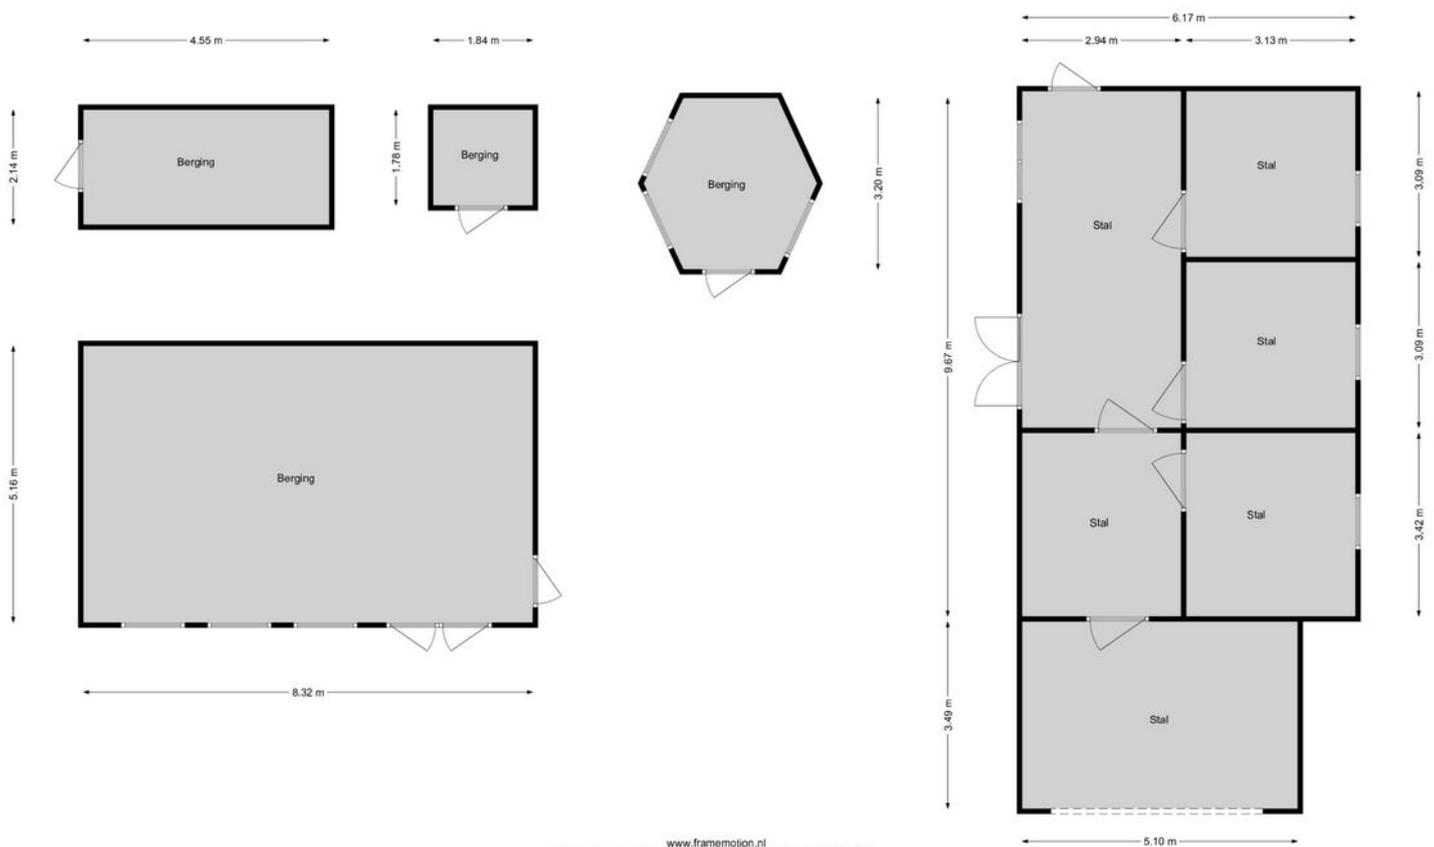 6.17 m
4.55 m
1.84 m
2.94 m
3.13 m
2.14 m
Berging
1.78 m
Berging
Berging
3.20 m
9.67 m
Stal
Stal
3.09 m
Stal
3.09 m
5.16 m
Berging
Stal
Stal
3.42 m
8.32 m
3.49 m
Stal
5.10 m
www.framemotion.nl